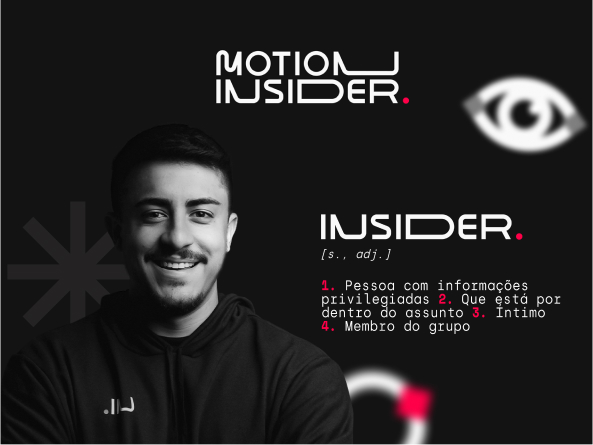 MOTION
INSIDER.
INSIDER.
[s., adj.]
1. Pessoa com informações
privilegiadas 2. Que está por
dentro do assunto 3. Íntimo
4. Membro do grupo